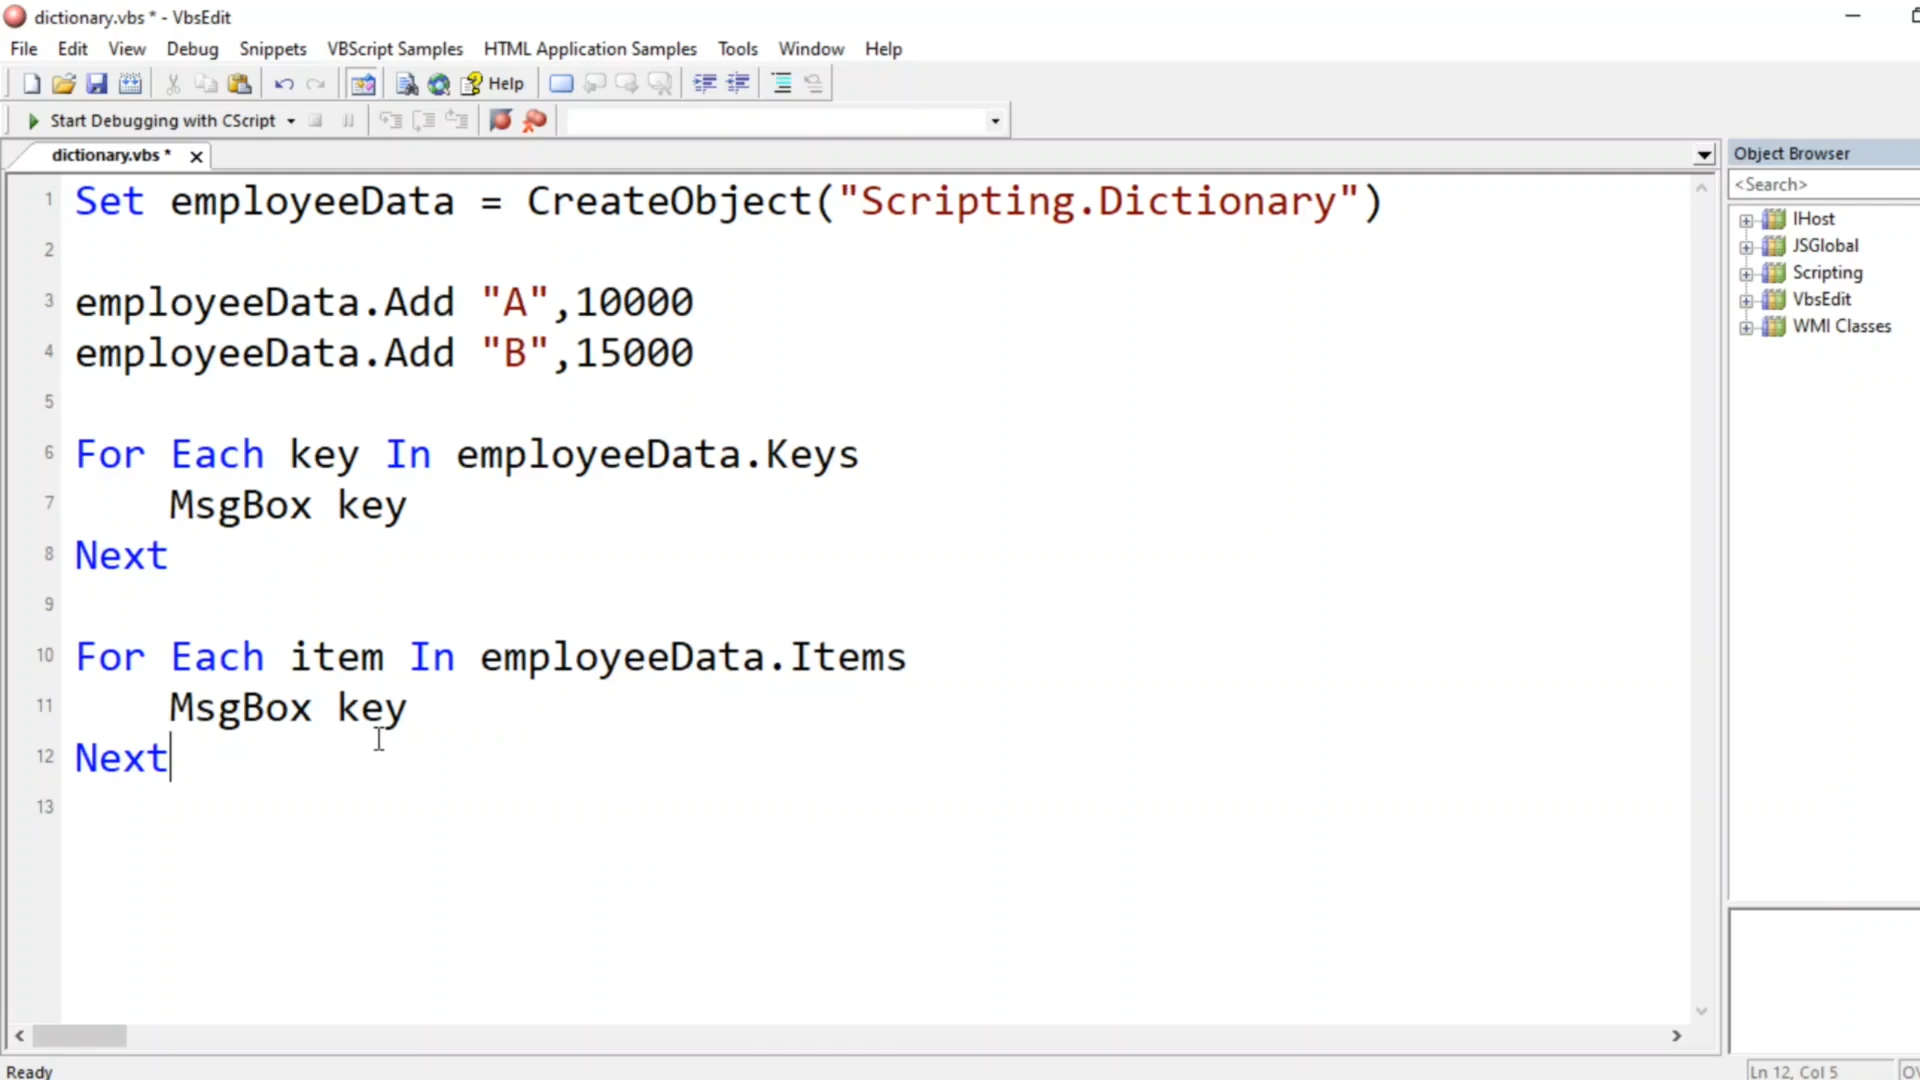 dictionary.vbs * - VbsEdit
File Edit View Debug Snippets VBScript Samples HTML Application Samples Tools Window Help
Help
Start Debugging with CScript
dictionary.vbs *
Object Browser
<Search>
IHost
JSGlobal
Scripting
VbsEdit
WMI Classes
1 Set employeeData = CreateObject("Scripting.Dictionary")
2
3 employeeData.Add "A",10000
4 employeeData.Add "B",15000
5
6 For Each key In employeeData.Keys
7 MsgBox key
8 Next
9
10 For Each item In employeeData.Items
11 MsgBox key
12 Next
13
Ready
Ln 12, Col 5